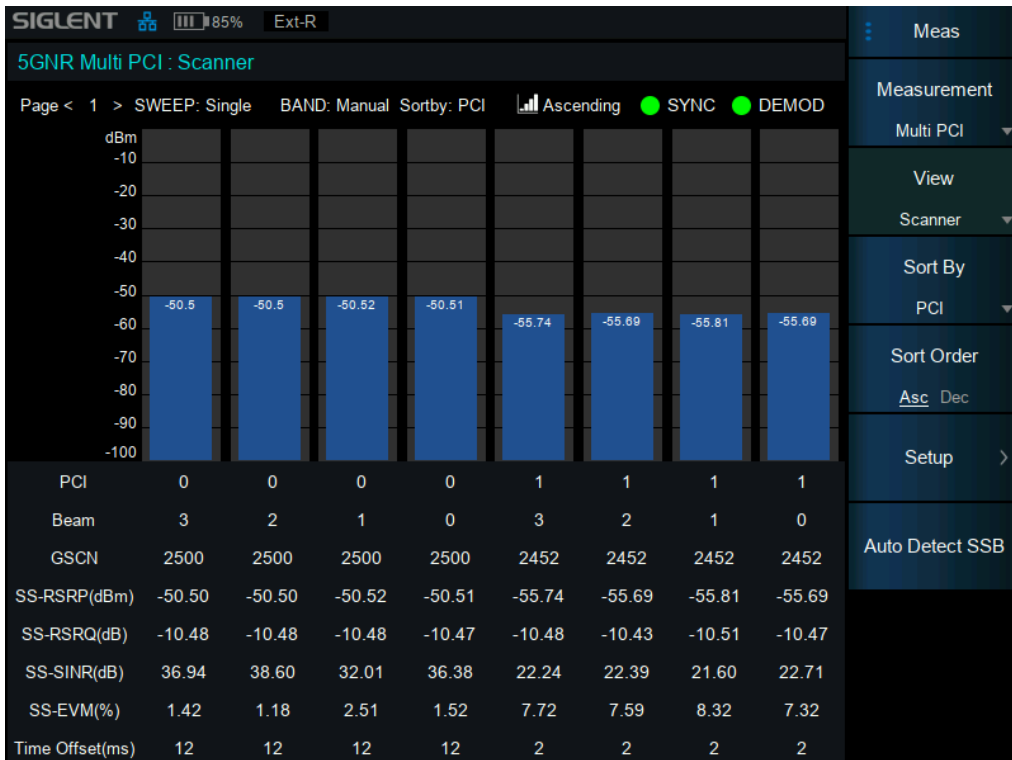 SIGLENT 85% Ext-R
5GNR Multi PCI : Scanner
Page < 1 > SWEEP: Single BAND: Manual Sortby: PCI Ascending SYNC DEMOD
dBm
-10
-20
-30
-40
-50
-60
-70
-80
-90
-100
-50.5 -50.5 -50.52 -50.51 -55.74 -55.69 -55.81 -55.69
PCI 0 0 0 0 1 1 1 1
Beam 3 2 1 0 3 2 1 0
GSCN 2500 2500 2500 2500 2452 2452 2452 2452
SS-RSRP(dBm) -50.50 -50.50 -50.52 -50.51 -55.74 -55.69 -55.81 -55.69
SS-RSRQ(dB) -10.48 -10.48 -10.48 -10.47 -10.48 -10.43 -10.51 -10.47
SS-SINR(dB) 36.94 38.60 32.01 36.38 22.24 22.39 21.60 22.71
SS-EVM(%) 1.42 1.18 2.51 1.52 7.72 7.59 8.32 7.32
Time Offset(ms) 12 12 12 12 2 2 2 2
Meas
Measurement
Multi PCI
View
Scanner
Sort By
PCI
Sort Order
Asc Dec
Setup >
Auto Detect SSB